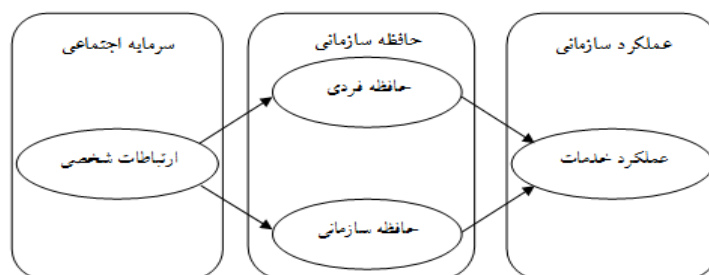 سرمایه اجتماعی
حافظه سازمانی
عملکرد سازمانی
حافظه فردی
ارتباطات شخصی
عملکرد خدمات
حافظه سازمانی